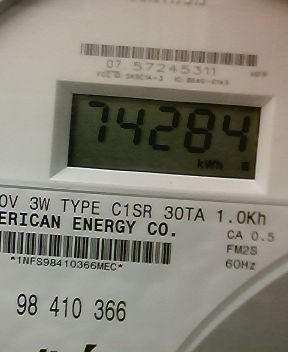 07 57245311
74284
kWh
0V 3W TYPE C1SR 30TA 1.0Kh
ERICAN ENERGY CO.
CA 0.5
FM2S
60Hz
*1NFS98410366MEC*
98 410 366